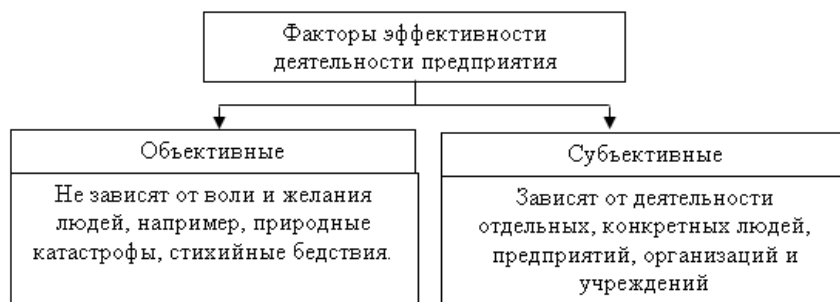 Факторы эффективности
деятельности предприятия
Объективные
Не зависят от воли и желания
людей, например, природные
катастрофы, стихийные бедствия.
Субъективные
Зависят от деятельности
отдельных, конкретных людей,
предприятий, организаций и
учреждений